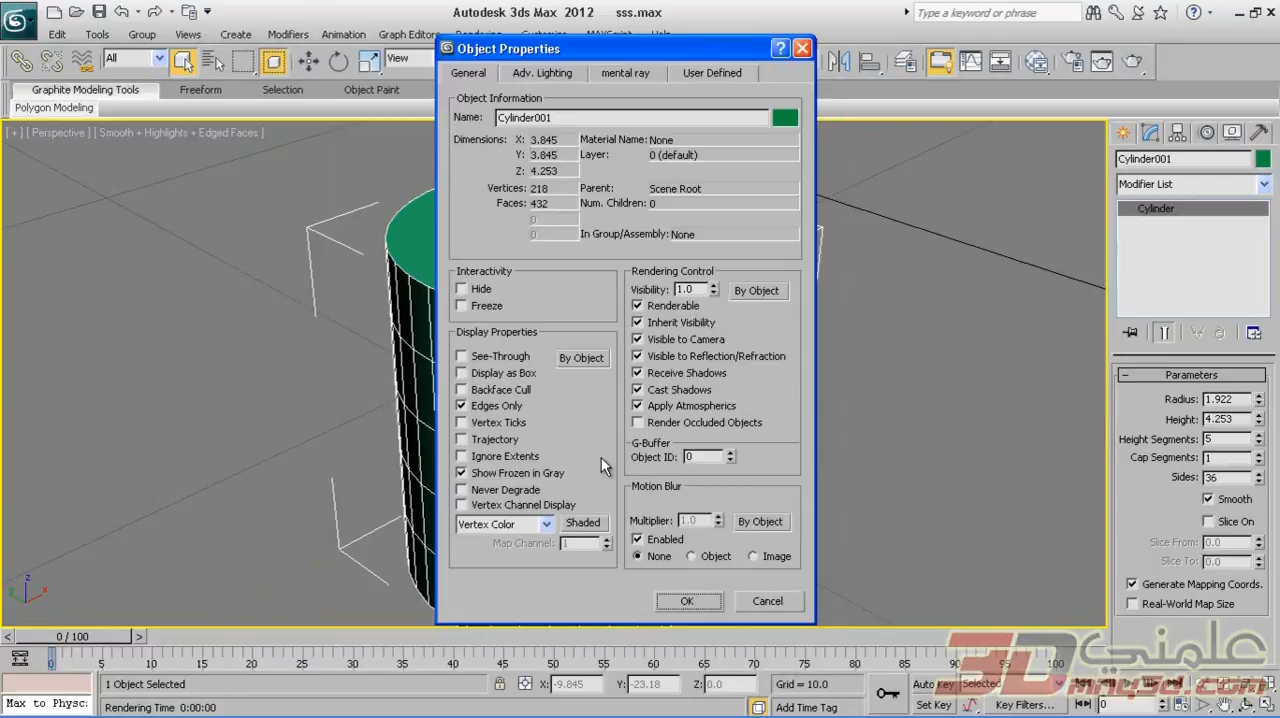 Autodesk 3ds Max 2012 sss.max
Type a keyword or phrase
Edit Tools Group Views Create Modifiers Animation Graph Editors
All
View
Graphite Modeling Tools Freeform Selection Object Paint
Polygon Modeling
[ + ] [ Perspective ] [ Smooth + Highlights + Edged Faces ]
Object Properties
General Adv. Lighting mental ray User Defined
Object Information
Name: Cylinder001
Dimensions: X: 3.845 Material Name: None
Y: 3.845 Layer: 0 (default)
Z: 4.253
Vertices: 218 Parent: Scene Root
Faces: 432 Num. Children: 0
0
0 In Group/Assembly: None
Interactivity
Hide
Freeze
Display Properties
See-Through By Object
Display as Box
Backface Cull
Edges Only
Vertex Ticks
Trajectory
Ignore Extents
Show Frozen in Gray
Never Degrade
Vertex Channel Display
Vertex Color Shaded
Map Channel: 1
Rendering Control
Visibility: 1.0 By Object
Renderable
Inherit Visibility
Visible to Camera
Visible to Reflection/Refraction
Receive Shadows
Cast Shadows
Apply Atmospherics
Render Occluded Objects
G-Buffer
Object ID: 0
Motion Blur
Multiplier: 1.0 By Object
Enabled
None Object Image
OK Cancel
Cylinder001
Modifier List
Cylinder
Parameters
Radius: 1.922
Height: 4.253
Height Segments: 5
Cap Segments: 1
Sides: 36
Smooth
Slice On
Slice From: 0.0
Slice To: 0.0
Generate Mapping Coords.
Real-World Map Size
z
x
y
0 / 100
0 5 10 15 20 25 30 35 40 45 50 55 60 65 70 75 80 85 90 95 100
1 Object Selected X: -9.845 Y: -23.18 Z: 0.0 Grid = 10.0 Auto Key Selected
Max to Physc: Rendering Time 0:00:00 Add Time Tag Set Key Key Filters... 0